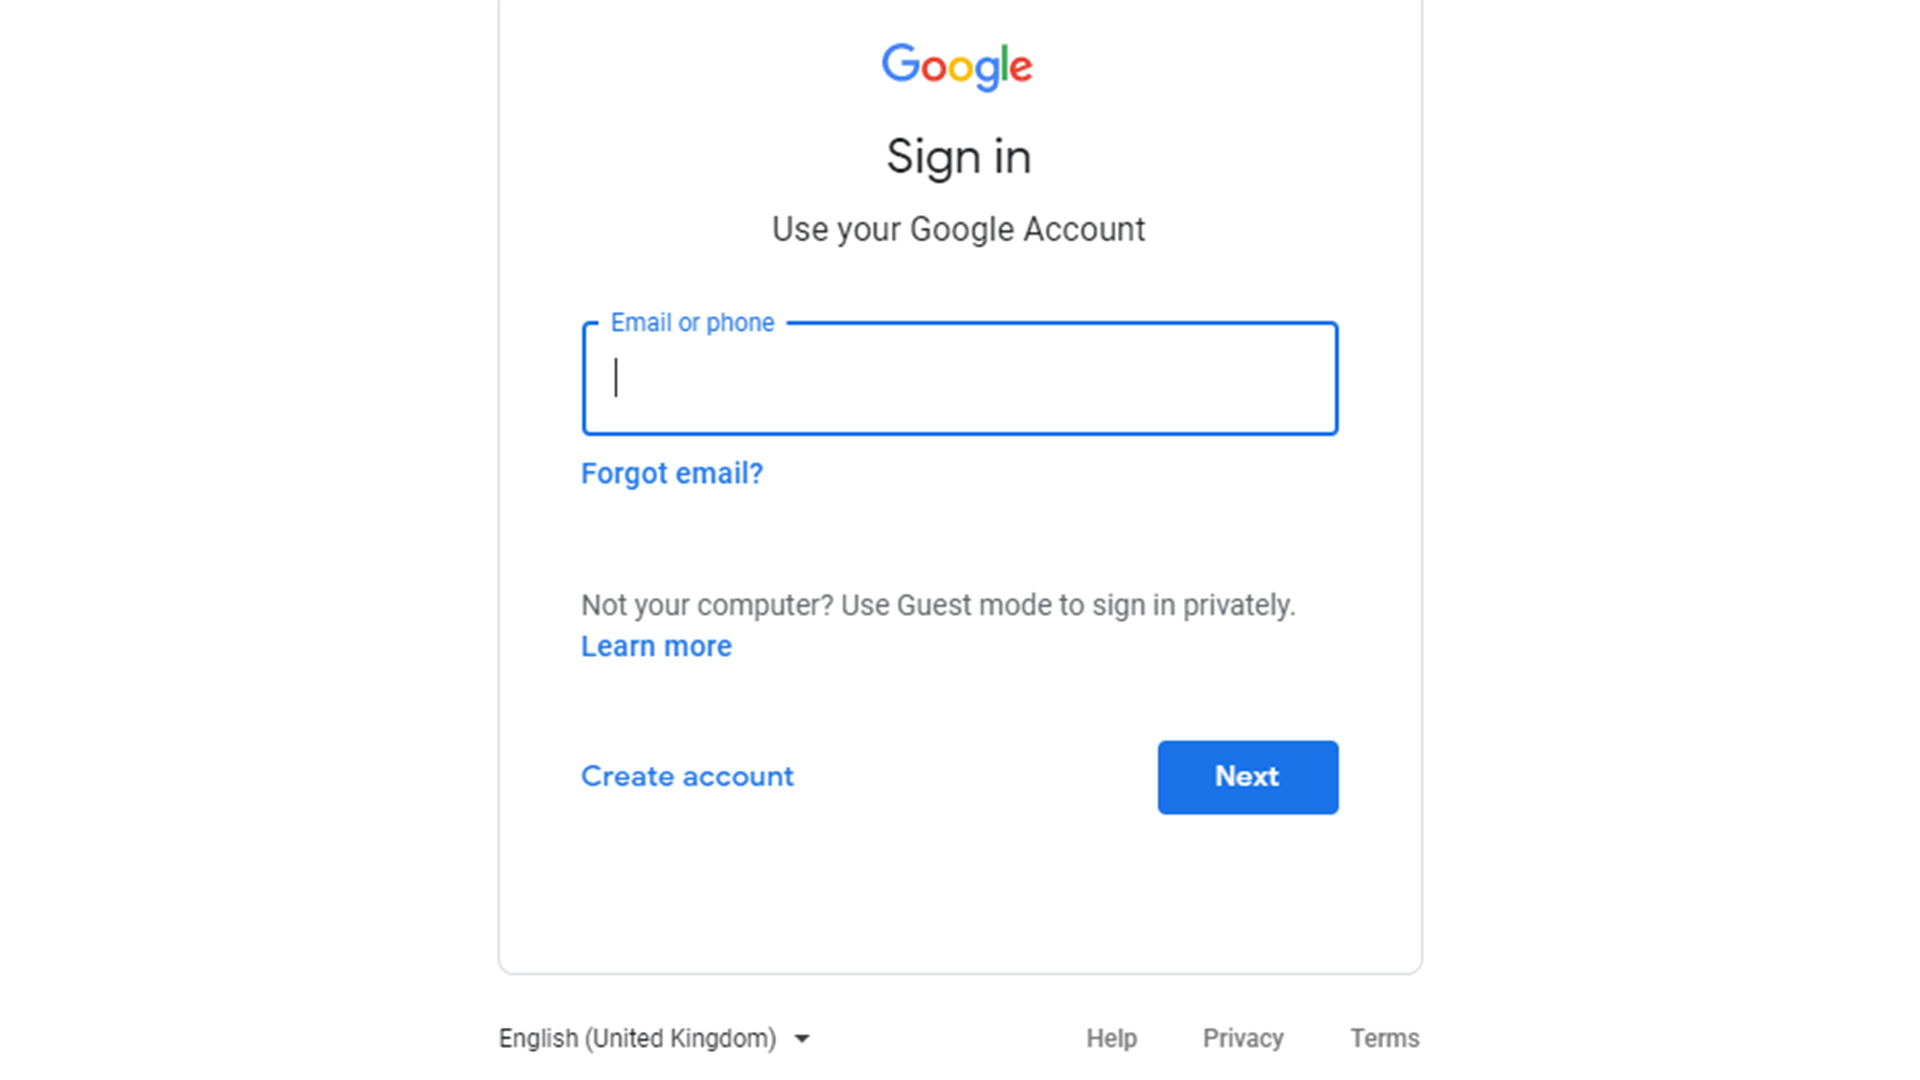 Google
Sign in
Use your Google Account
Email or phone
Forgot email?
Not your computer? Use Guest mode to sign in privately.
Learn more
Create account
Next
English (United Kingdom)
Help
Privacy
Terms